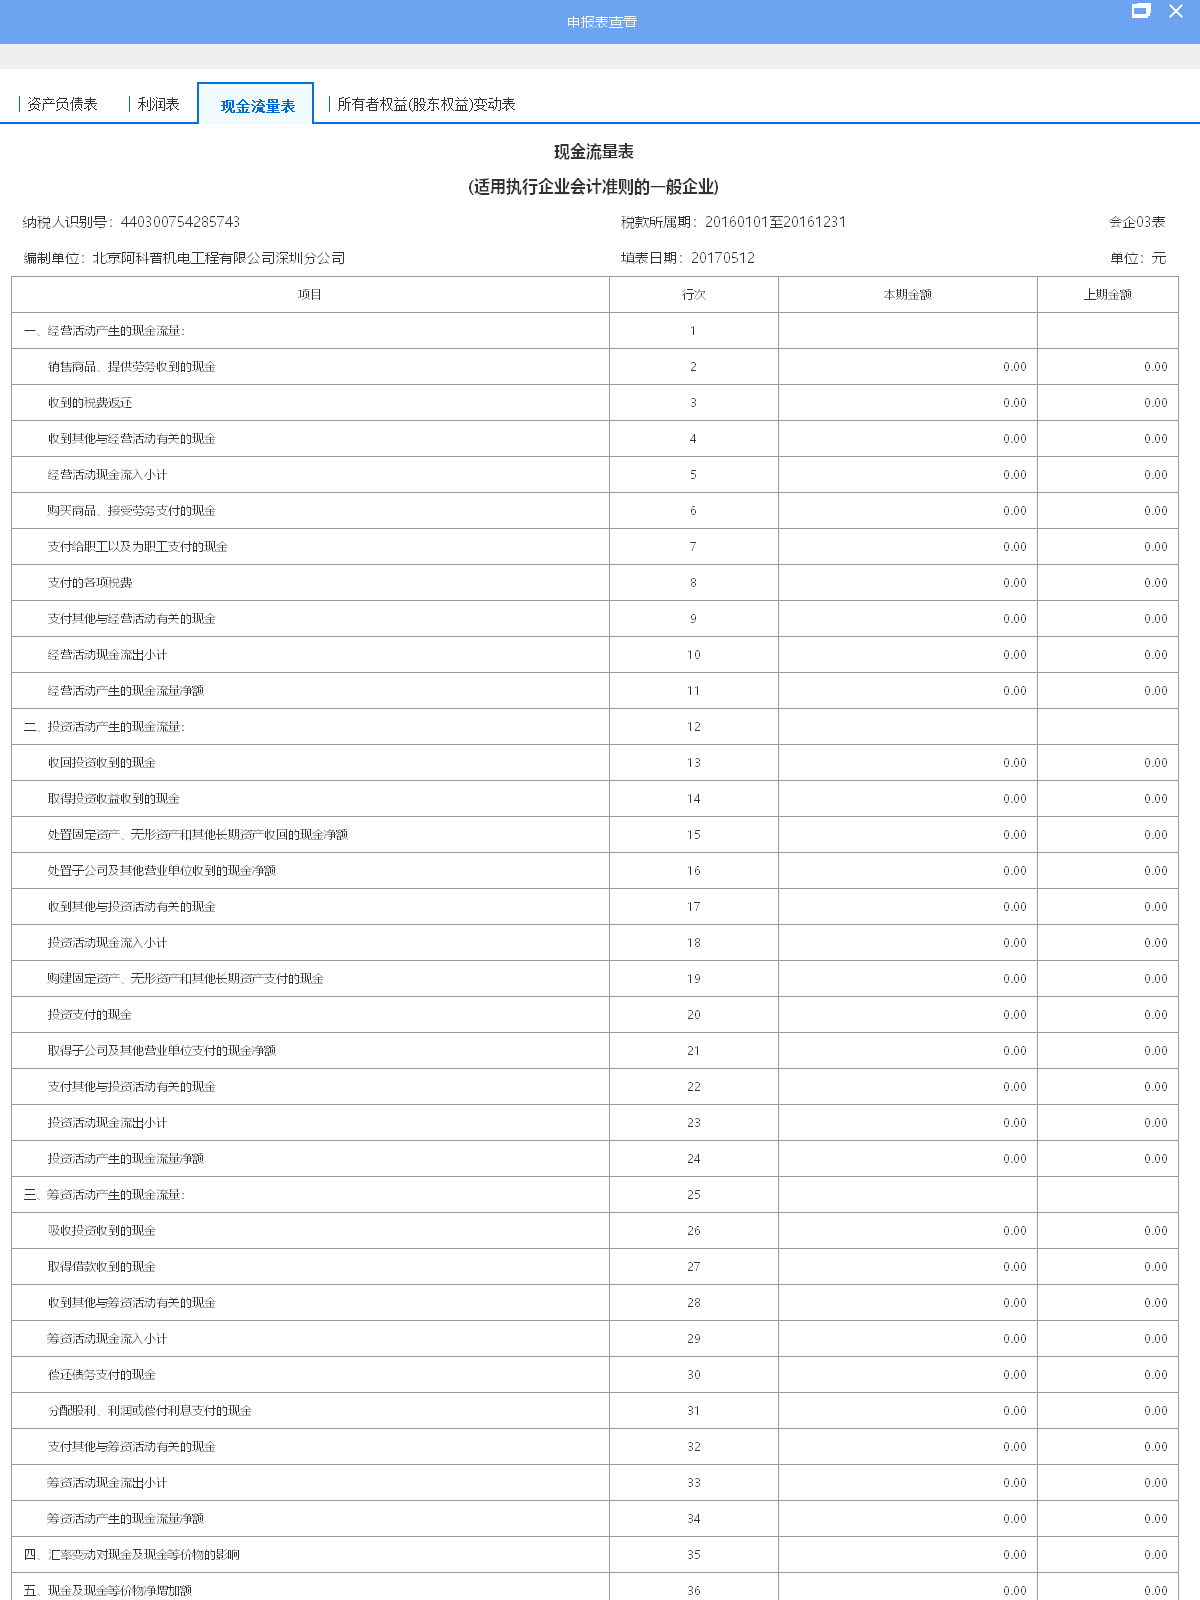 申报表查看
资产负债表 利润表 现金流量表 所有者权益(股东权益)变动表
现金流量表
(适用执行企业会计准则的一般企业)
纳税人识别号：440300754285743 税款所属期：20160101至20161231 会企03表
编制单位：北京阿科普机电工程有限公司深圳分公司 填表日期：20170512 单位：元
项目 行次 本期金额 上期金额
一、经营活动产生的现金流量： 1
销售商品、提供劳务收到的现金 2 0.00 0.00
收到的税费返还 3 0.00 0.00
收到其他与经营活动有关的现金 4 0.00 0.00
经营活动现金流入小计 5 0.00 0.00
购买商品、接受劳务支付的现金 6 0.00 0.00
支付给职工以及为职工支付的现金 7 0.00 0.00
支付的各项税费 8 0.00 0.00
支付其他与经营活动有关的现金 9 0.00 0.00
经营活动现金流出小计 10 0.00 0.00
经营活动产生的现金流量净额 11 0.00 0.00
二、投资活动产生的现金流量： 12
收回投资收到的现金 13 0.00 0.00
取得投资收益收到的现金 14 0.00 0.00
处置固定资产、无形资产和其他长期资产收回的现金净额 15 0.00 0.00
处置子公司及其他营业单位收到的现金净额 16 0.00 0.00
收到其他与投资活动有关的现金 17 0.00 0.00
投资活动现金流入小计 18 0.00 0.00
购建固定资产、无形资产和其他长期资产支付的现金 19 0.00 0.00
投资支付的现金 20 0.00 0.00
取得子公司及其他营业单位支付的现金净额 21 0.00 0.00
支付其他与投资活动有关的现金 22 0.00 0.00
投资活动现金流出小计 23 0.00 0.00
投资活动产生的现金流量净额 24 0.00 0.00
三、筹资活动产生的现金流量： 25
吸收投资收到的现金 26 0.00 0.00
取得借款收到的现金 27 0.00 0.00
收到其他与筹资活动有关的现金 28 0.00 0.00
筹资活动现金流入小计 29 0.00 0.00
偿还债务支付的现金 30 0.00 0.00
分配股利、利润或偿付利息支付的现金 31 0.00 0.00
支付其他与筹资活动有关的现金 32 0.00 0.00
筹资活动现金流出小计 33 0.00 0.00
筹资活动产生的现金流量净额 34 0.00 0.00
四、汇率变动对现金及现金等价物的影响 35 0.00 0.00
五、现金及现金等价物净增加额 36 0.00 0.00